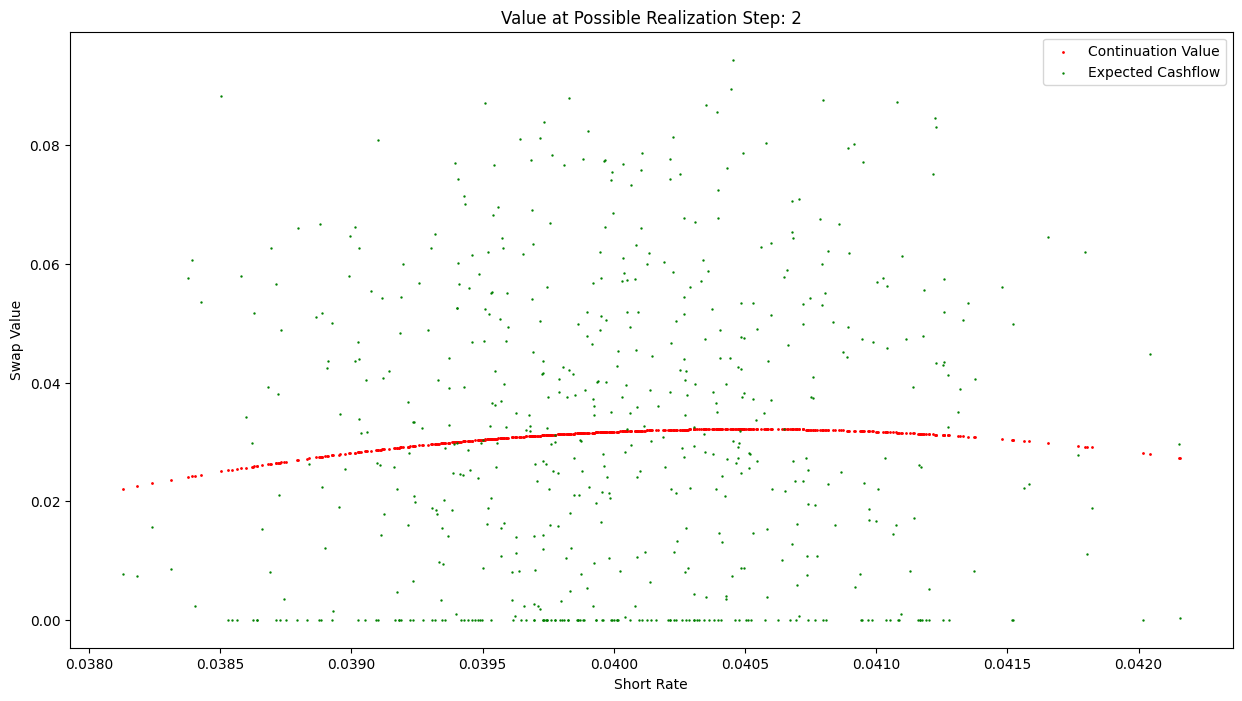 Value at Possible Realization Step: 2
Continuation Value
Expected Cashflow
Swap Value
0.08
0.06
0.04
0.02
0.00
0.0380 0.0385 0.0390 0.0395 0.0400 0.0405 0.0410 0.0415 0.0420
Short Rate